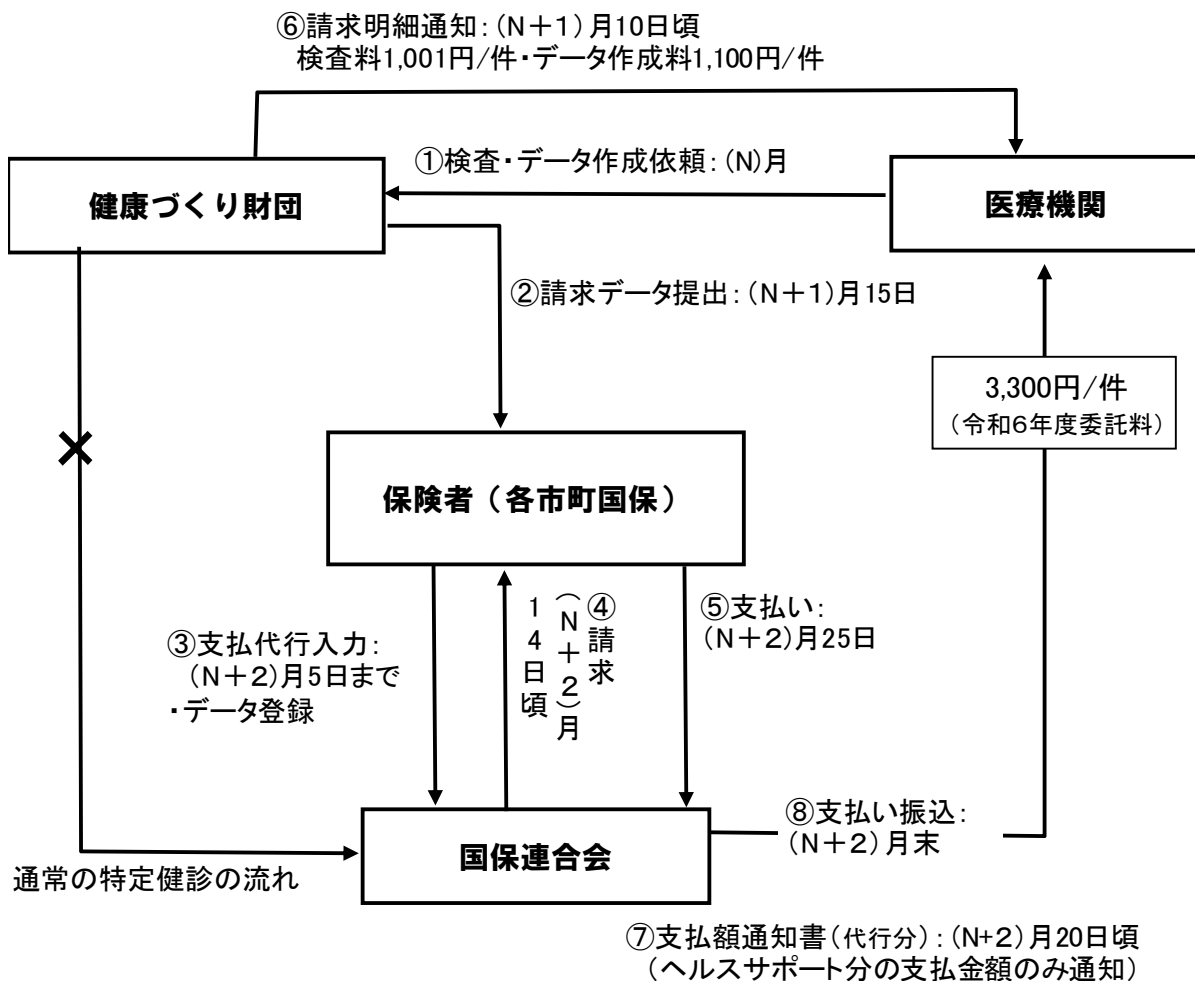 ⑥請求明細通知：(N＋1)月10日頃
検査料1,001円/件・データ作成料1,100円/件
①検査・データ作成依頼：(N)月
健康づくり財団
医療機関
②請求データ提出：(N＋1)月15日
3,300円/件
（令和６年度委託料）
保険者（各市町国保）
③支払代行入力：
(N＋2)月5日まで
・データ登録
④請求
（N＋2）月
14日頃
⑤支払い：
(N＋2)月25日
⑧支払い振込：
(N＋2)月末
国保連合会
通常の特定健診の流れ
⑦支払額通知書（代行分）：(N+2)月20日頃
（ヘルスサポート分の支払金額のみ通知）